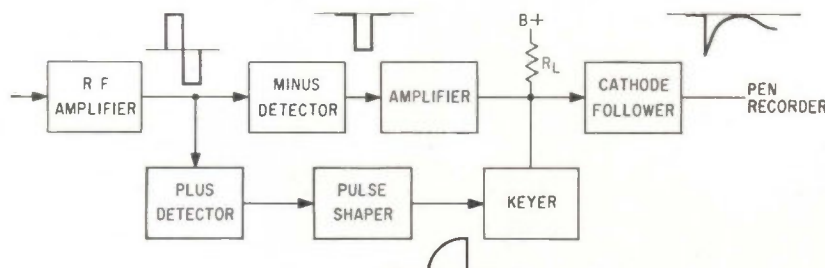 B+
RL
R F
AMPLIFIER
MINUS
DETECTOR
AMPLIFIER
CATHODE
FOLLOWER
PEN
RECORDER
PLUS
DETECTOR
PULSE
SHAPER
KEYER